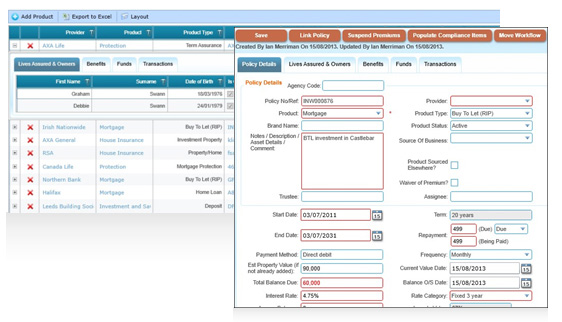 Add Product Export to Excel Layout
Provider Product Product Type
AXA Life Protection Term Assurance
Lives Assured & Owners Benefits Funds Transactions
First Name Surname Date of Birth
Graham Swann 10/03/1979
Debbie Swann 24/01/1979
Irish Nationwide Mortgage Buy To Let (RIP)
AXA General House Insurance Investment Property
RSA House Insurance Property/Home
Canada Life Protection Mortgage Protection
Northern Bank Mortgage Buy To Let (RIP)
Halifax Mortgage Home Loan
Leeds Building Soci Investment and Sav Deposit
Save Link Policy Suspend Premiums Populate Compliance Items Move Workflow
Created By Ian Merriman On 15/08/2013. Updated By Ian Merriman On 15/08/2013.
Policy Details Lives Assured & Owners Benefits Funds Transactions
Policy Details Agency Code:
Policy No/Ref: INW000876 Provider:
Product: Mortgage * Product Type: Buy To Let (RIP)
Brand Name: Product Status: Active
Notes / Description / Asset Details / Comment: BTL investment in Castlebar Source Of Business:
Product Sourced Elsewhere?
Waiver of Premium?
Trustee: Assignee:
Start Date: 03/07/2011 Term: 20 years
End Date: 03/07/2031 Repayment: 499 (Due) Due
499 (Being Paid)
Payment Method: Direct debit Frequency: Monthly
Est Property Value (if not already added): 90,000 Current Value Date: 15/08/2013
Total Balance Due: 60,000 Balance O/S Date: 15/08/2013
Interest Rate: 4.75% Rate Category: Fixed 3 year